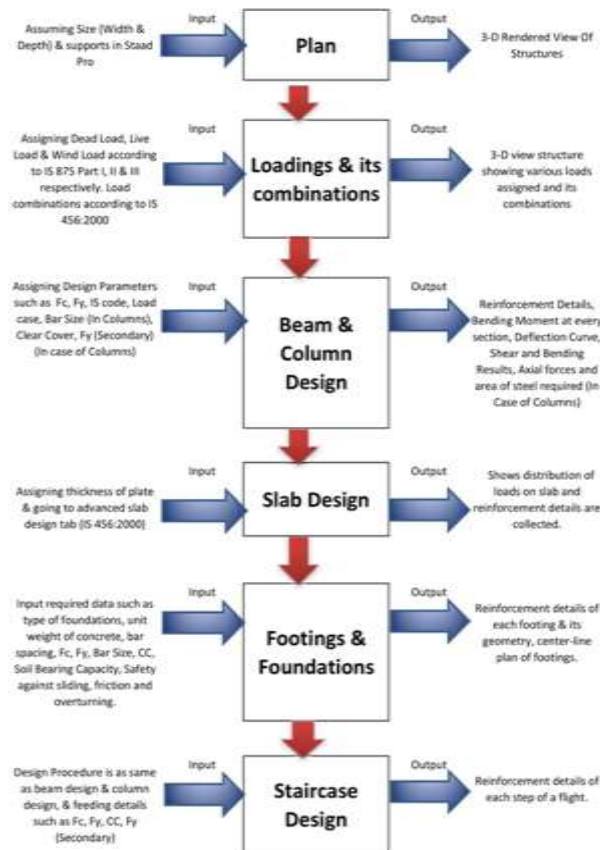 Input
Output
Assuming Size (Width &
Depth) & supports in Staad
Pro
Plan
3-D Rendered View Of
Structures
Input
Output
Assigning Dead Load, Live
Load & Wind Load according
to IS 875 Part I, II & III
respectively. Load
combinations according to IS
456:2000
Loadings & its
combinations
3-D view structure
showing various loads
assigned and its
combinations
Input
Output
Assigning Design Parameters
such as Fc, Fy, IS code, Load
case, Bar Size (In Columns),
Clear Cover, Fy (Secondary)
(In case of Columns)
Beam &
Column
Design
Reinforcement Details,
Bending Moment at every
section, Deflection Curve,
Shear and Bending
Results, Axial forces and
area of steel required (In
Case of Columns)
Input
Output
Assigning thickness of plate
& going to advanced slab
design tab (IS 456:2000)
Slab Design
Shows distribution of
loads on slab and
reinforcement details are
collected.
Input
Output
Input required data such as
type of foundations, unit
weight of concrete, bar
spacing, Fc, Fy, Bar Size, CC,
Soil Bearing Capacity, Safety
against sliding, friction and
overturning.
Footings &
Foundations
Reinforcement details of
each footing & its
geometry, center-line
plan of footings.
Input
Output
Design Procedure is as same
as beam design & column
design, & feeding details
such as Fc, Fy, CC, Fy
(Secondary)
Staircase
Design
Reinforcement details of
each step of a flight.